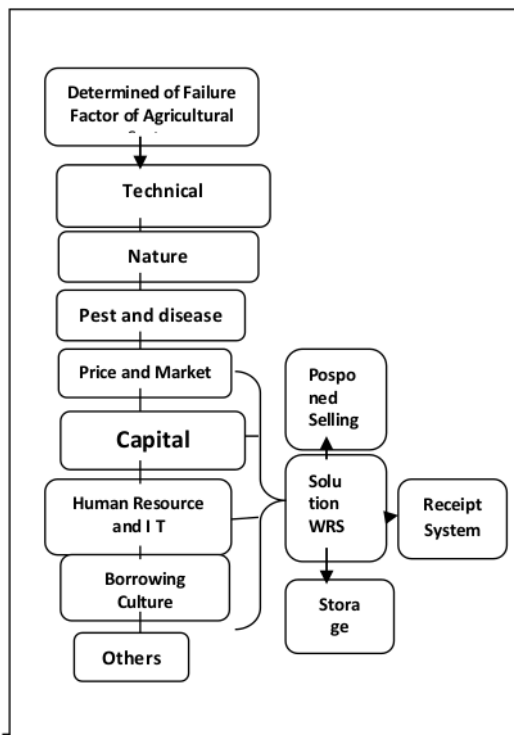 Determined of Failure
Factor of Agricultural
Technical
Nature
Pest and disease
Price and Market
Capital
Human Resource
and I T
Borrowing
Culture
Others
Pospo
ned
Selling
Solu
tion
WRS
Receipt
System
Stora
ge